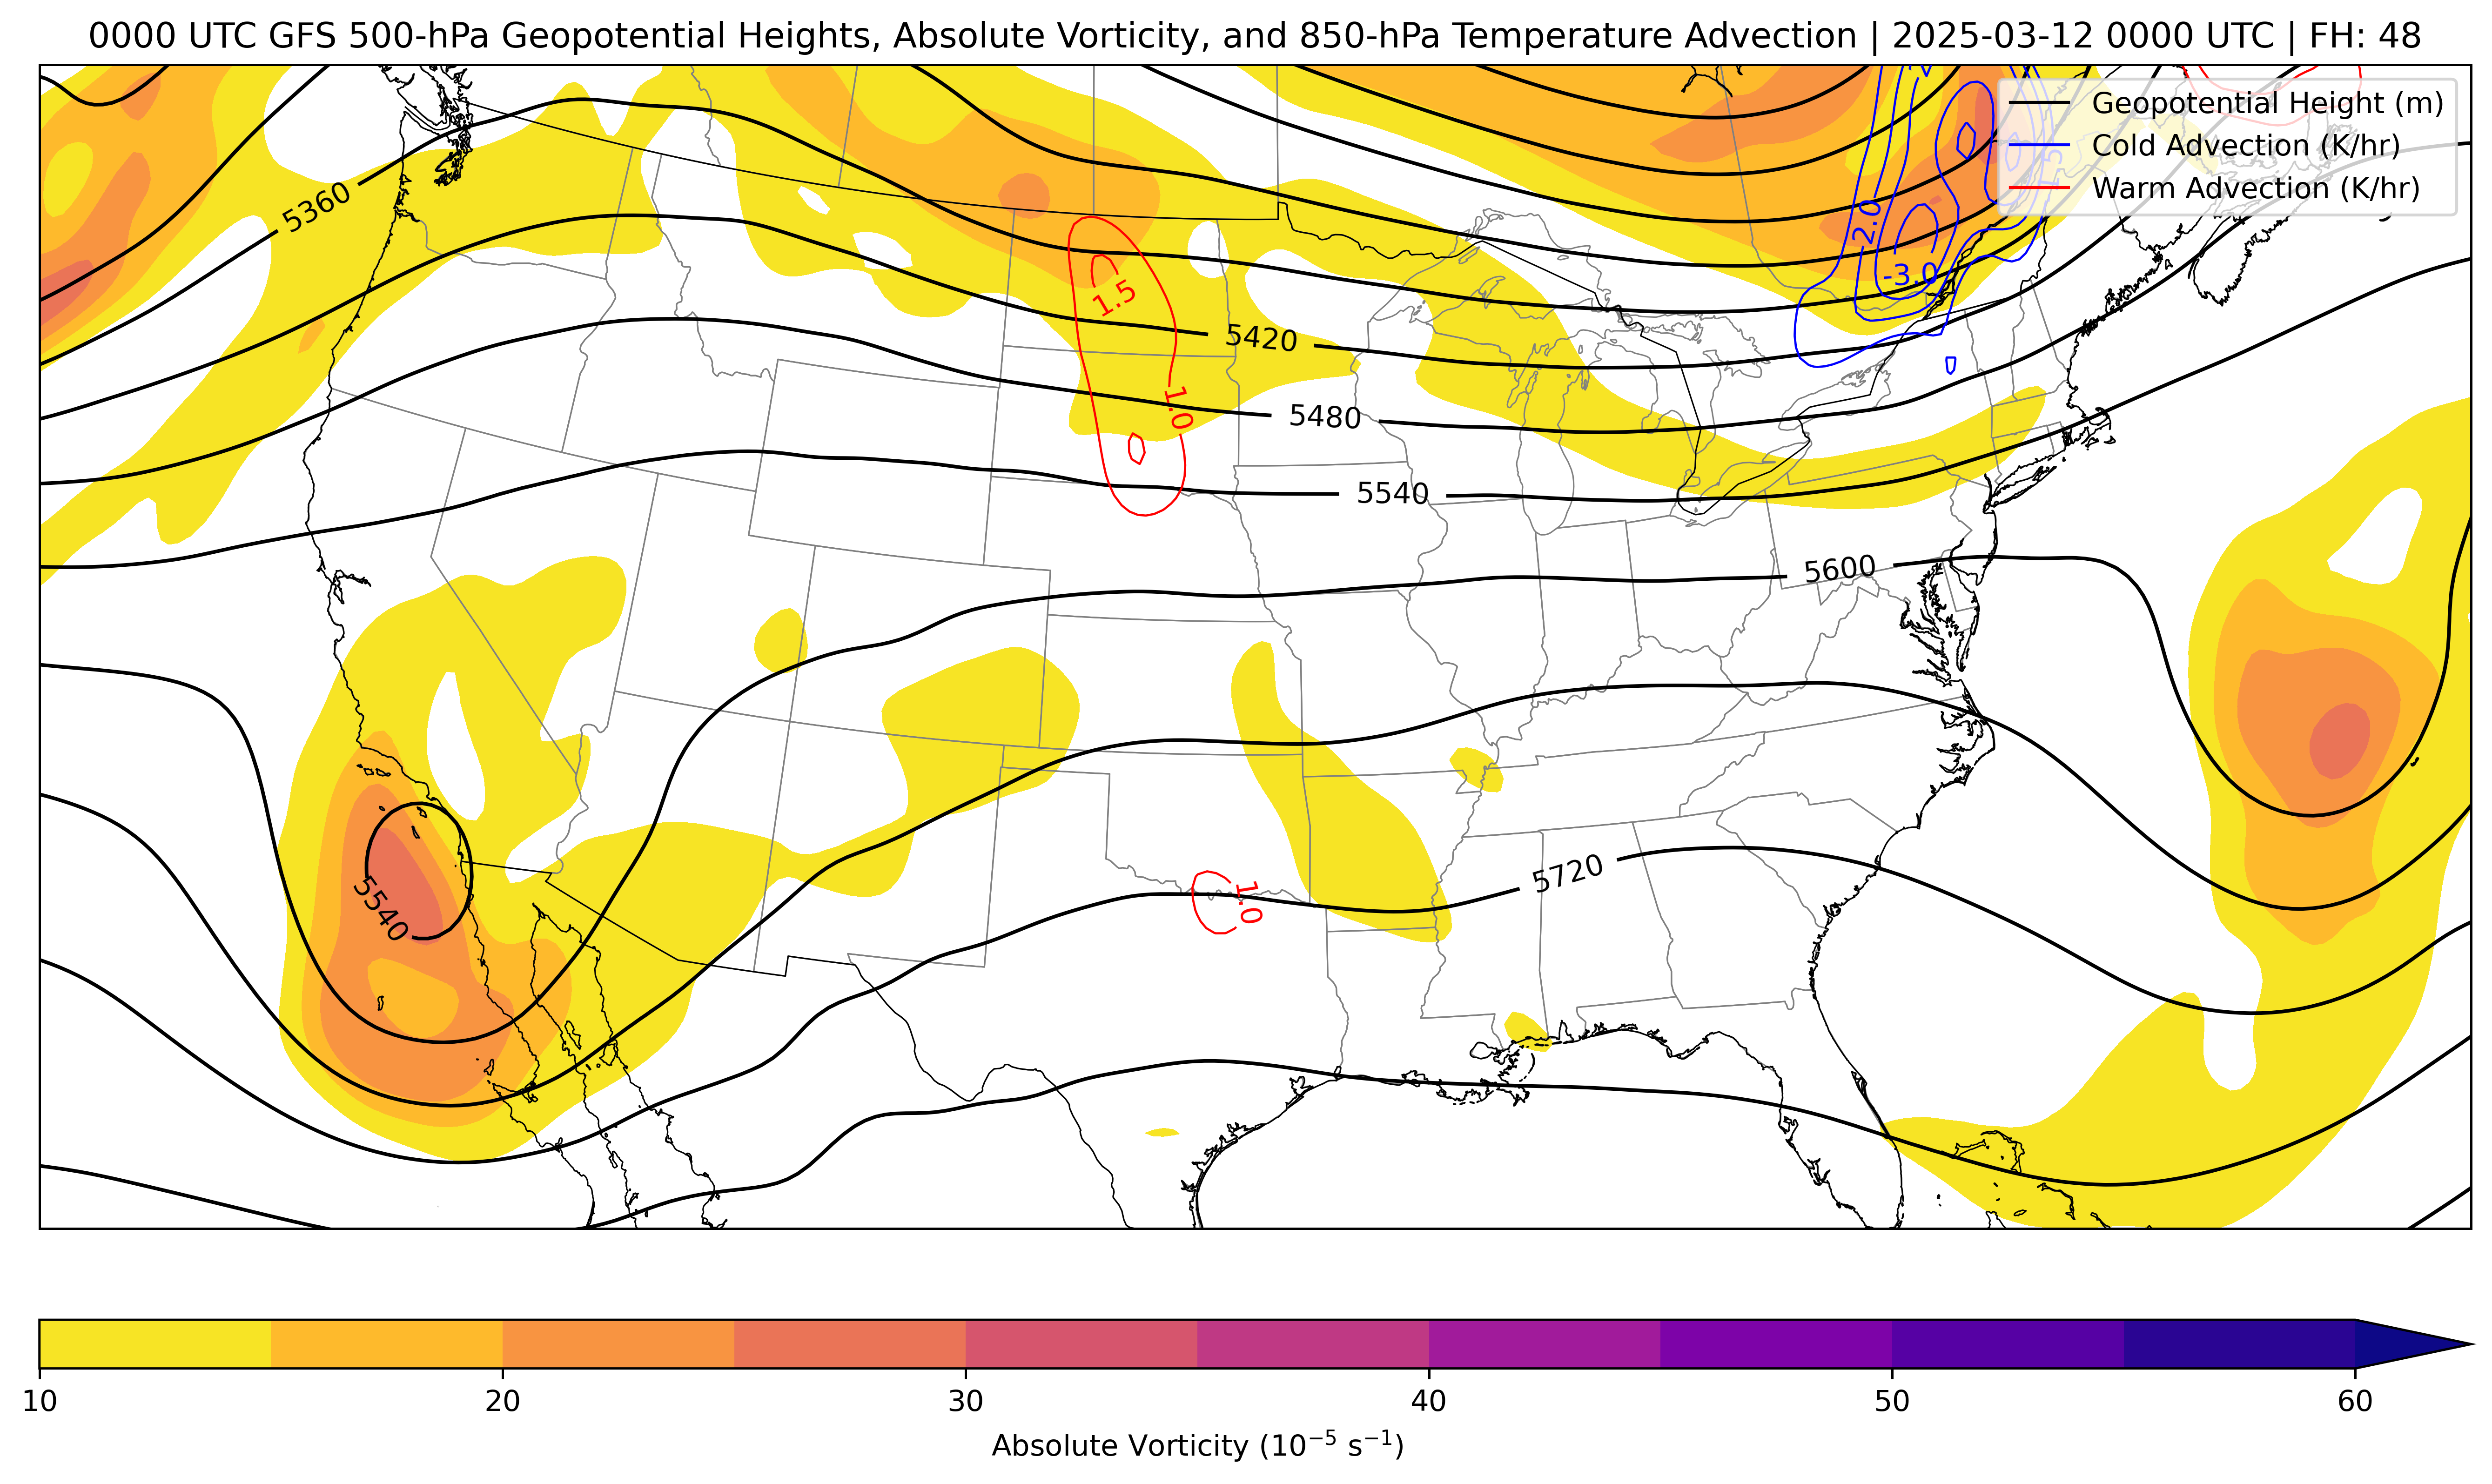 0000 UTC GFS 500-hPa Geopotential Heights, Absolute Vorticity, and 850-hPa Temperature Advection | 2025-03-12 0000 UTC | FH: 48
Geopotential Height (m)
Cold Advection (K/hr)
Warm Advection (K/hr)
5360
-2.0
-3.0
1.5
5420
1.0
5480
5540
5600
5720
1.0
5540
10 20 30 40 50 60
Absolute Vorticity (10⁻⁵ s⁻¹)